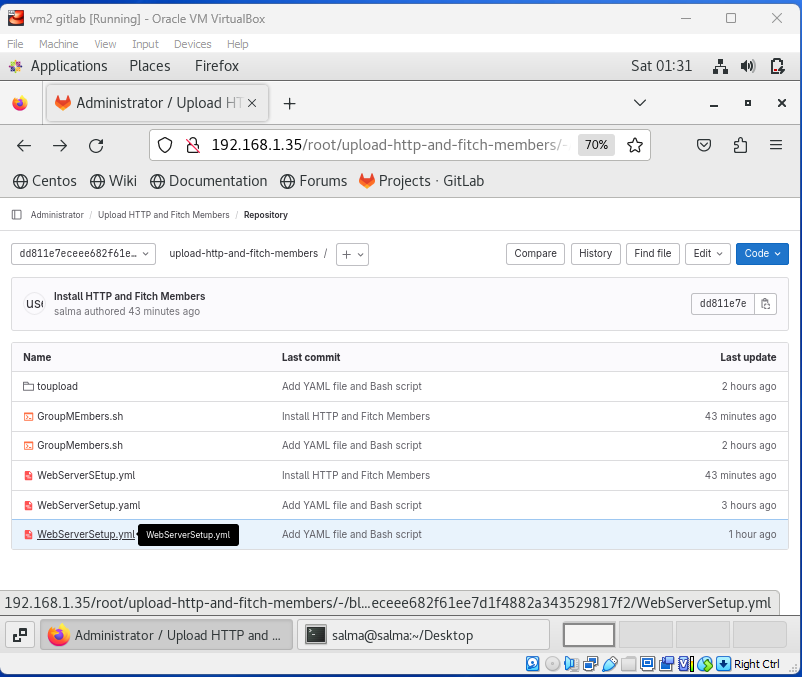 vm2 gitlab [Running] - Oracle VM VirtualBox
File Machine View Input Devices Help
Applications Places Firefox Sat 01:31
Administrator / Upload HT
192.168.1.35/root/upload-http-and-fitch-members/- 70%
Centos Wiki Documentation Forums Projects · GitLab
Administrator / Upload HTTP and Fitch Members / Repository
dd811e7eceee682f61e… upload-http-and-fitch-members / + Compare History Find file Edit Code
Install HTTP and Fitch Members
use salma authored 43 minutes ago dd811e7e
Name Last commit Last update
toupload Add YAML file and Bash script 2 hours ago
GroupMEmbers.sh Install HTTP and Fitch Members 43 minutes ago
GroupMembers.sh Add YAML file and Bash script 2 hours ago
WebServerSEtup.yml Install HTTP and Fitch Members 43 minutes ago
WebServerSetup.yaml Add YAML file and Bash script 3 hours ago
WebServerSetup.yml WebServerSetup.yml Add YAML file and Bash script 1 hour ago
192.168.1.35/root/upload-http-and-fitch-members/-/bl…eceee682f61ee7d1f4882a343529817f2/WebServerSetup.yml
Administrator / Upload HTTP and ... salma@salma:~/Desktop
Right Ctrl